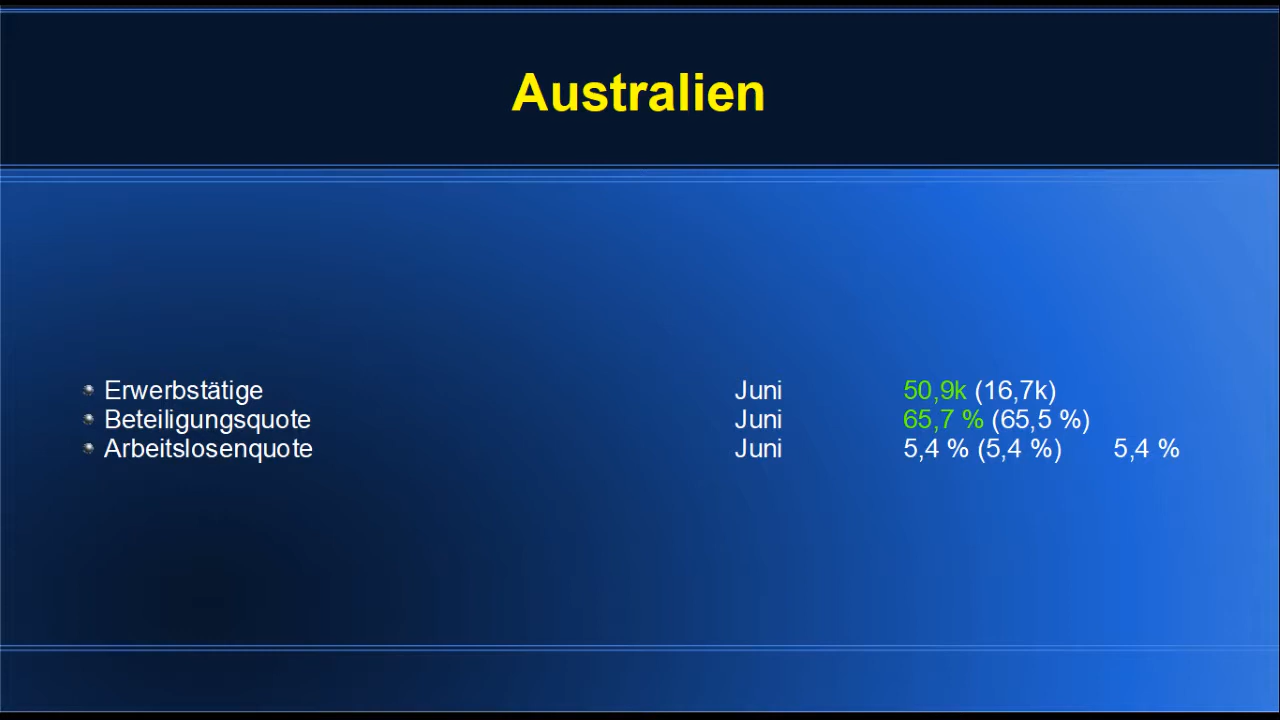 Australien
Erwerbstätige Juni 50,9k (16,7k)
Beteiligungsquote Juni 65,7 % (65,5 %)
Arbeitslosenquote Juni 5,4 % (5,4 %) 5,4 %